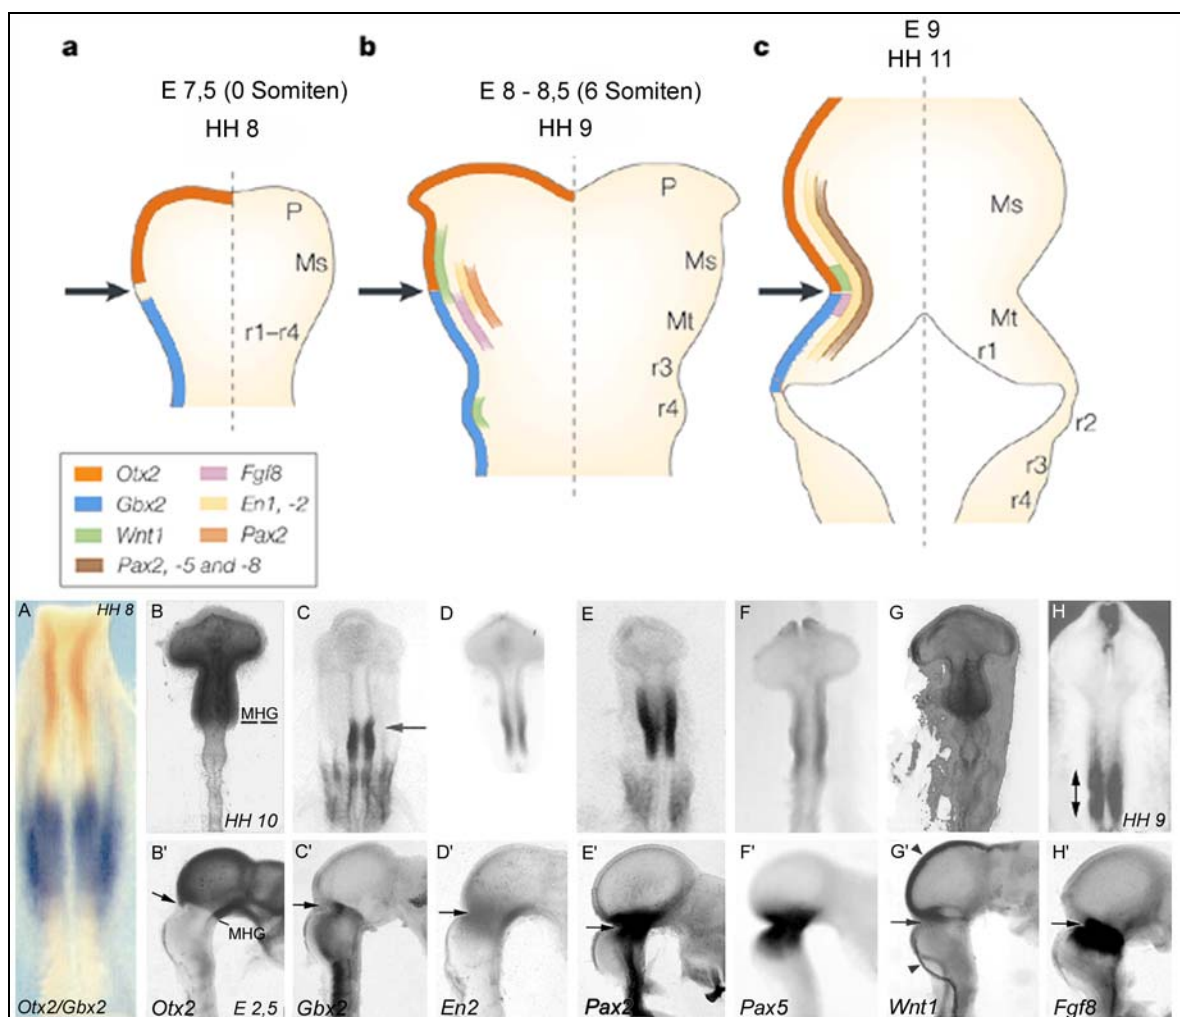 a
E 7,5 (0 Somiten)
HH 8
P
Ms
r1–r4
b
E 8 - 8,5 (6 Somiten)
HH 9
P
Ms
Mt
r3
r4
c
E 9
HH 11
Ms
Mt
r1
r2
r3
r4
Otx2
Fgf8
Gbx2
En1, -2
Wnt1
Pax2
Pax2, -5 and -8
A
HH 8
Otx2/Gbx2
B
MHG
HH 10
C
D
E
F
G
H
HH 9
B'
MHG
Otx2
E 2,5
C'
Gbx2
D'
En2
E'
Pax2
F'
Pax5
G'
Wnt1
H'
Fgf8